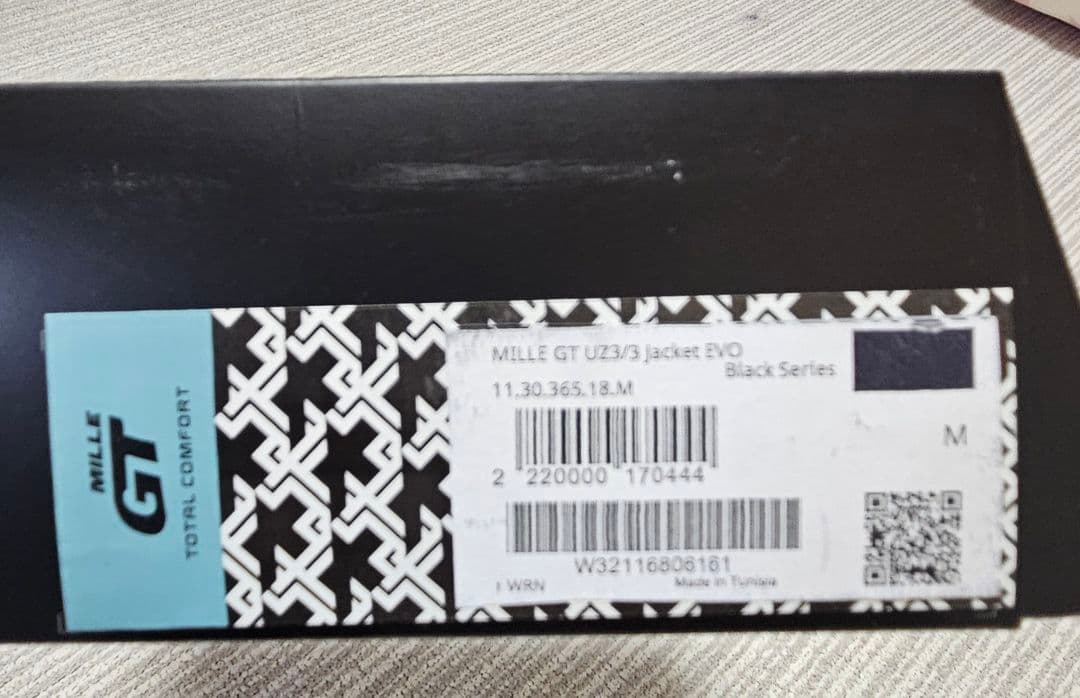 MILLE
GT
TOTAL COMFORT
MILLE GT UZ3/3 Jacket EVO
Black Series
11.30.365.18.M
M
2 220000 170444
W32116806161
1 WRN
Made in Tunisia